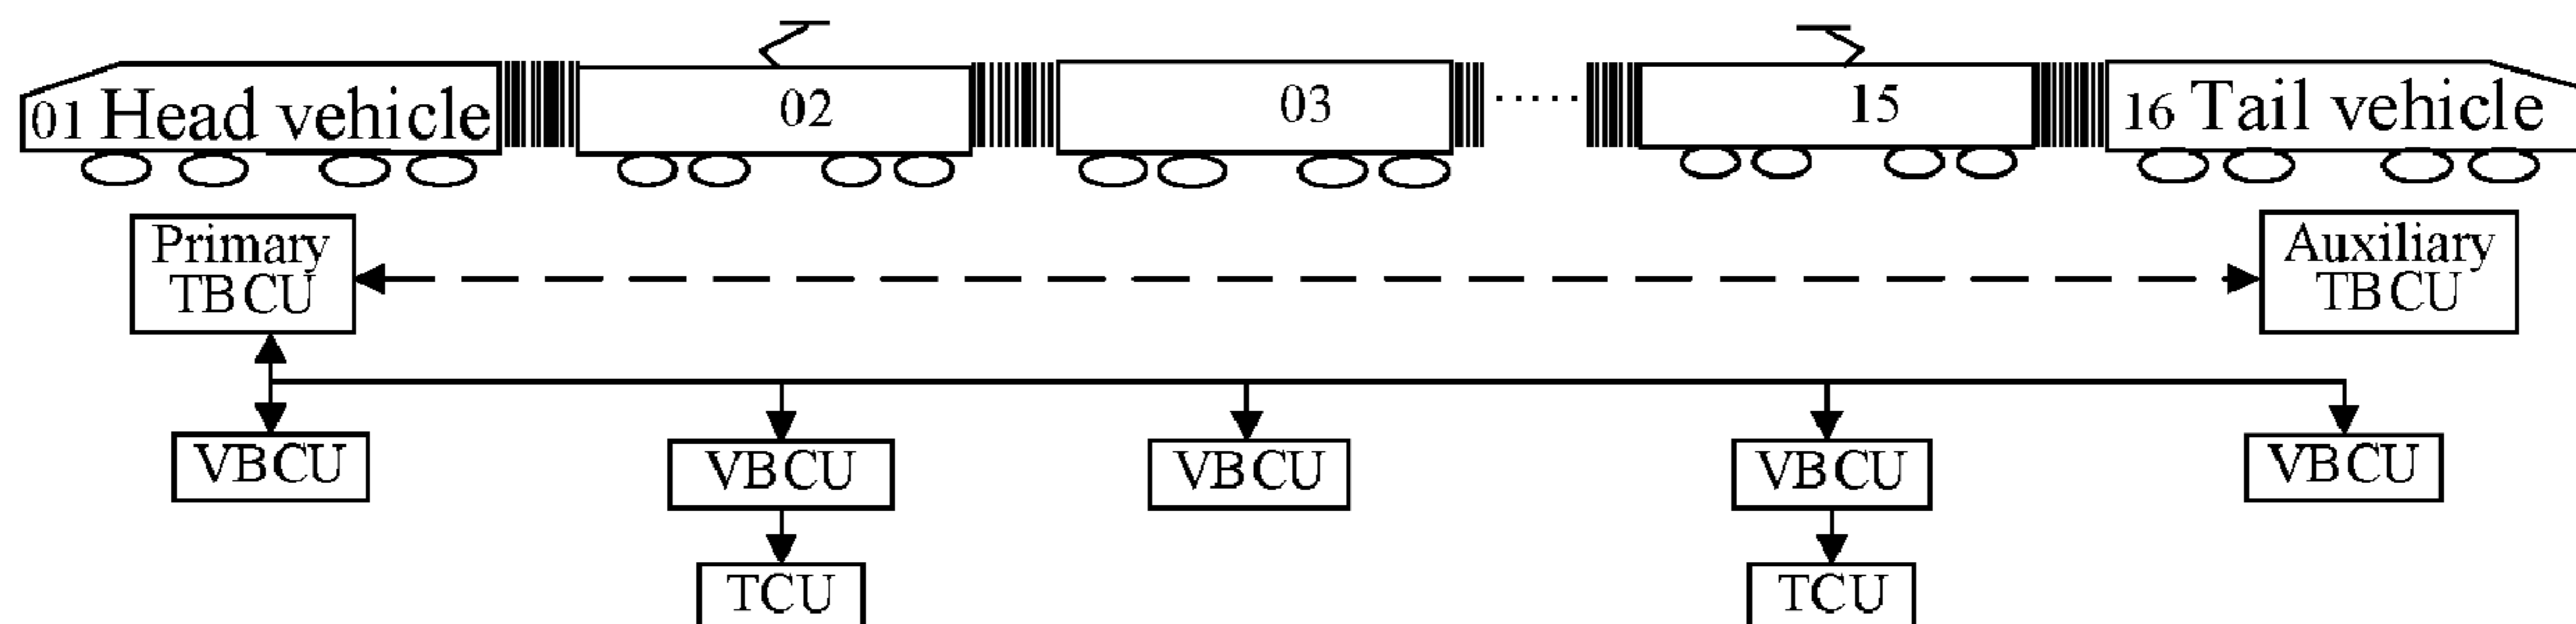 01 Head vehicle
02
03
.....
15
16 Tail vehicle
Primary
TBCU
Auxiliary
TBCU
VBCU
VBCU
VBCU
VBCU
VBCU
TCU
TCU